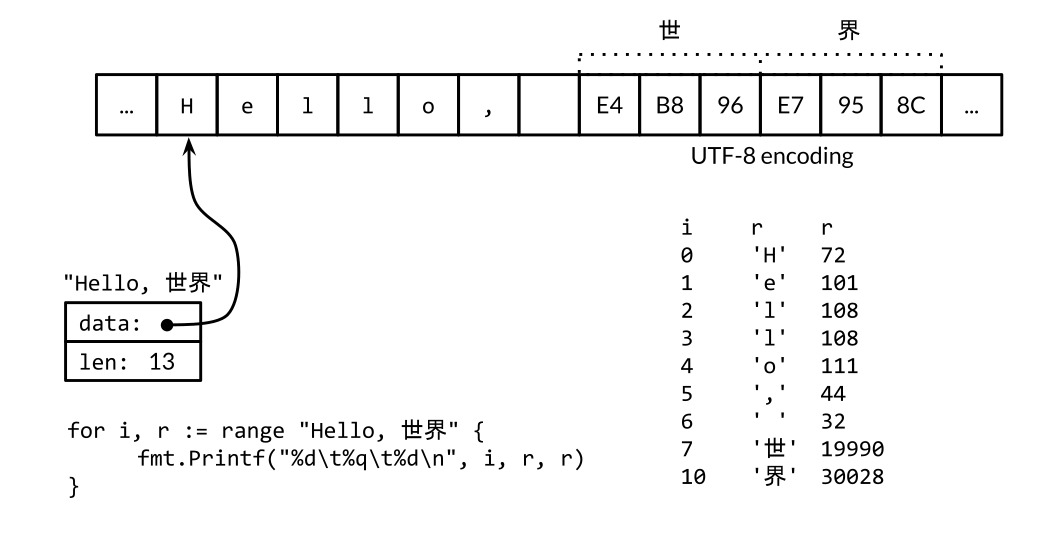 世 界
… H e l l o , E4 B8 96 E7 95 8C …
UTF-8 encoding
"Hello, 世界"
data:
len: 13
for i, r := range "Hello, 世界" {
fmt.Printf("%d\t%q\t%d\n", i, r, r)
}
i r r
0 'H' 72
1 'e' 101
2 'l' 108
3 'l' 108
4 'o' 111
5 ',' 44
6 ' ' 32
7 '世' 19990
10 '界' 30028